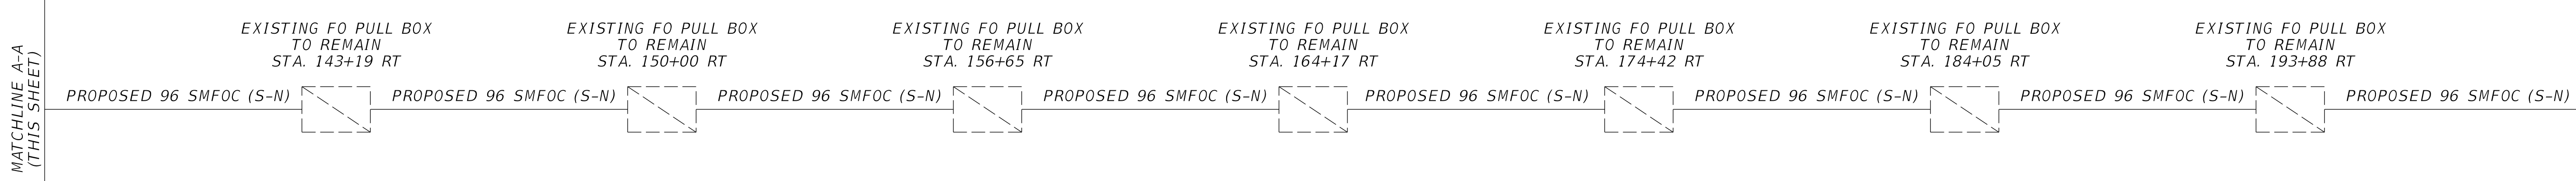 MATCHLINE A-A
(THIS SHEET)
EXISTING FO PULL BOX
TO REMAIN
STA. 143+19 RT
EXISTING FO PULL BOX
TO REMAIN
STA. 150+00 RT
EXISTING FO PULL BOX
TO REMAIN
STA. 156+65 RT
EXISTING FO PULL BOX
TO REMAIN
STA. 164+17 RT
EXISTING FO PULL BOX
TO REMAIN
STA. 174+42 RT
EXISTING FO PULL BOX
TO REMAIN
STA. 184+05 RT
EXISTING FO PULL BOX
TO REMAIN
STA. 193+88 RT
PROPOSED 96 SMFOC (S-N)
PROPOSED 96 SMFOC (S-N)
PROPOSED 96 SMFOC (S-N)
PROPOSED 96 SMFOC (S-N)
PROPOSED 96 SMFOC (S-N)
PROPOSED 96 SMFOC (S-N)
PROPOSED 96 SMFOC (S-N)
PROPOSED 96 SMFOC (S-N)